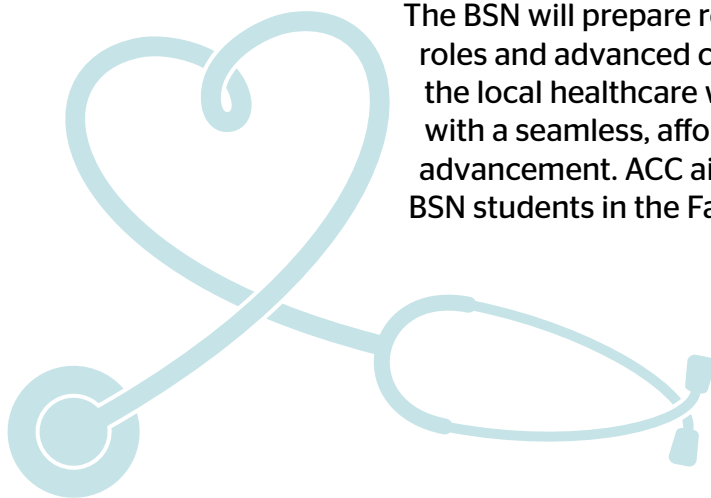 The BSN will prepare
roles and advanced
the local healthcare
with a seamless,
advancement. ACC
BSN students in the